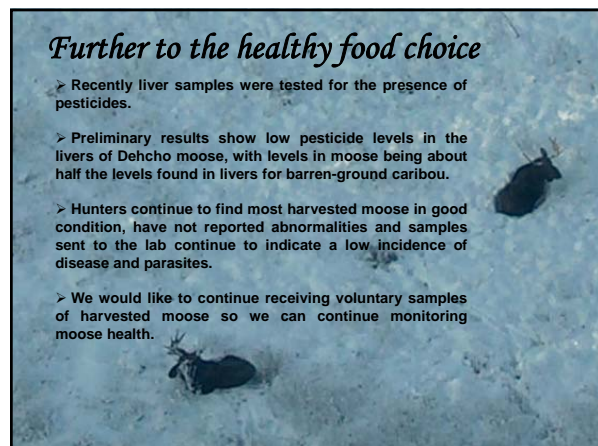 Further to the healthy food choice
➢ Recently liver samples were tested for the presence of
pesticides.
➢ Preliminary results show low pesticide levels in the
livers of Dehcho moose, with levels in moose being about
half the levels found in livers for barren-ground caribou.
➢ Hunters continue to find most harvested moose in good
condition, have not reported abnormalities and samples
sent to the lab continue to indicate a low incidence of
disease and parasites.
➢ We would like to continue receiving voluntary samples
of harvested moose so we can continue monitoring
moose health.